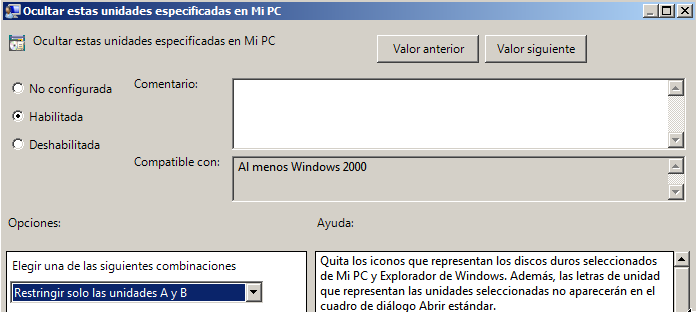 Ocultar estas unidades especificadas en Mi PC
Ocultar estas unidades especificadas en Mi PC
Valor anterior
Valor siguiente
No configurada
Comentario:
Habilitada
Deshabilitada
Compatible con:
Al menos Windows 2000
Opciones:
Ayuda:
Elegir una de las siguientes combinaciones
Restringir solo las unidades A y B
Quita los iconos que representan los discos duros seleccionados
de Mi PC y Explorador de Windows. Además, las letras de unidad
que representan las unidades seleccionadas no aparecerán en el
cuadro de diálogo Abrir estándar.